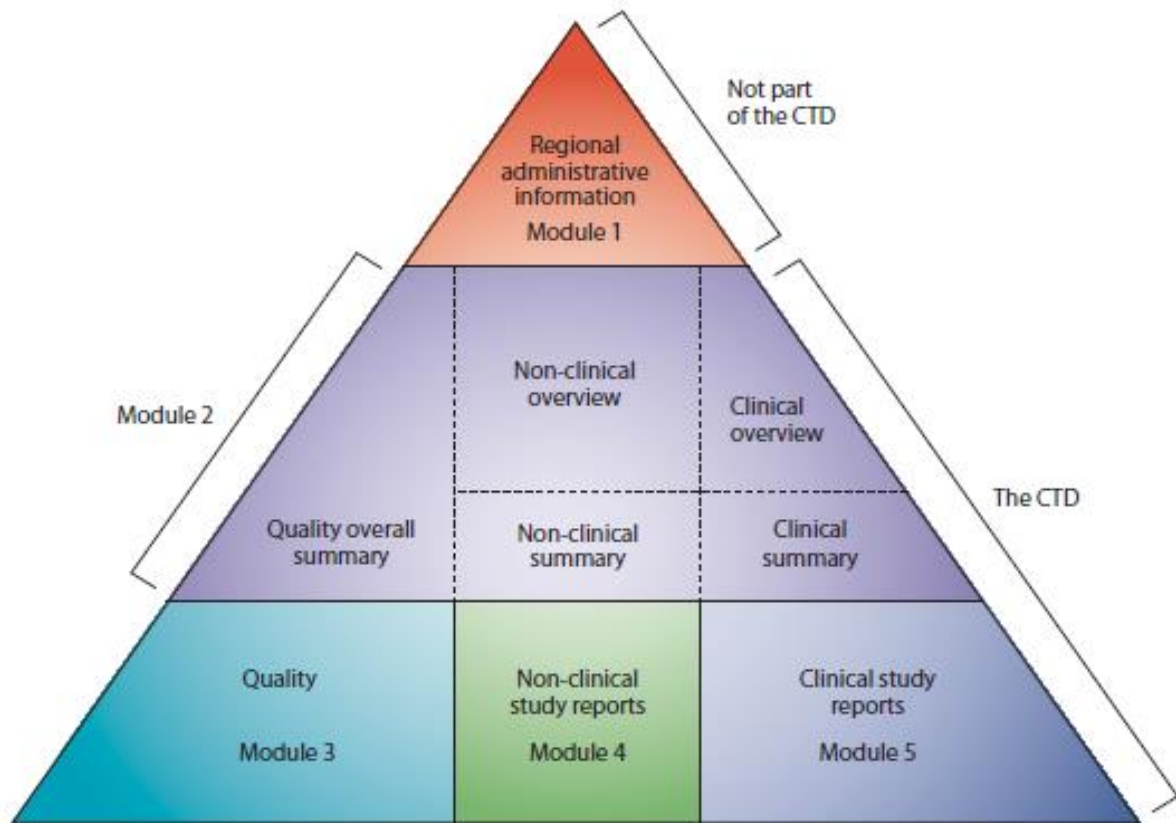 Not part
of the CTD
Regional
administrative
information
Module 1
Module 2
Non-clinical
overview
Clinical
overview
The CTD
Quality overall
summary
Non-clinical
summary
Clinical
summary
Quality
Module 3
Non-clinical
study reports
Module 4
Clinical study
reports
Module 5